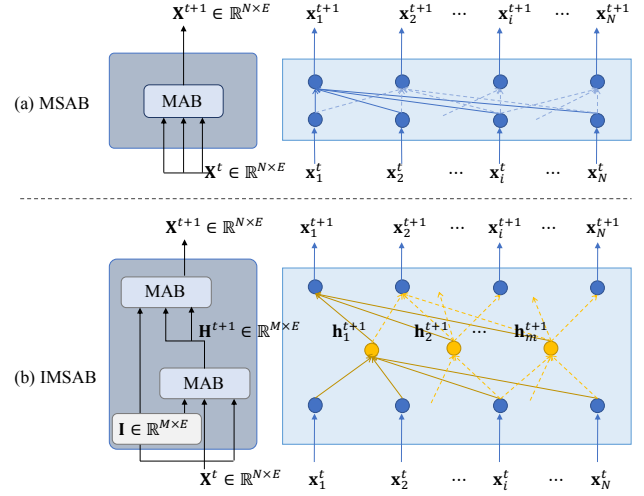 X^{t+1} ∈ ℝ^{N×E}
x_1^{t+1} x_2^{t+1} ⋯ x_i^{t+1} ⋯ x_N^{t+1}
(a) MSAB
MAB
X^t ∈ ℝ^{N×E}
x_1^t x_2^t ⋯ x_i^t ⋯ x_N^t
X^{t+1} ∈ ℝ^{N×E}
x_1^{t+1} x_2^{t+1} ⋯ x_i^{t+1} ⋯ x_N^{t+1}
MAB
H^{t+1} ∈ ℝ^{M×E}
h_1^{t+1} h_2^{t+1} ⋯ h_m^{t+1}
(b) IMSAB
MAB
I ∈ ℝ^{M×E}
X^t ∈ ℝ^{N×E}
x_1^t x_2^t ⋯ x_i^t ⋯ x_N^t